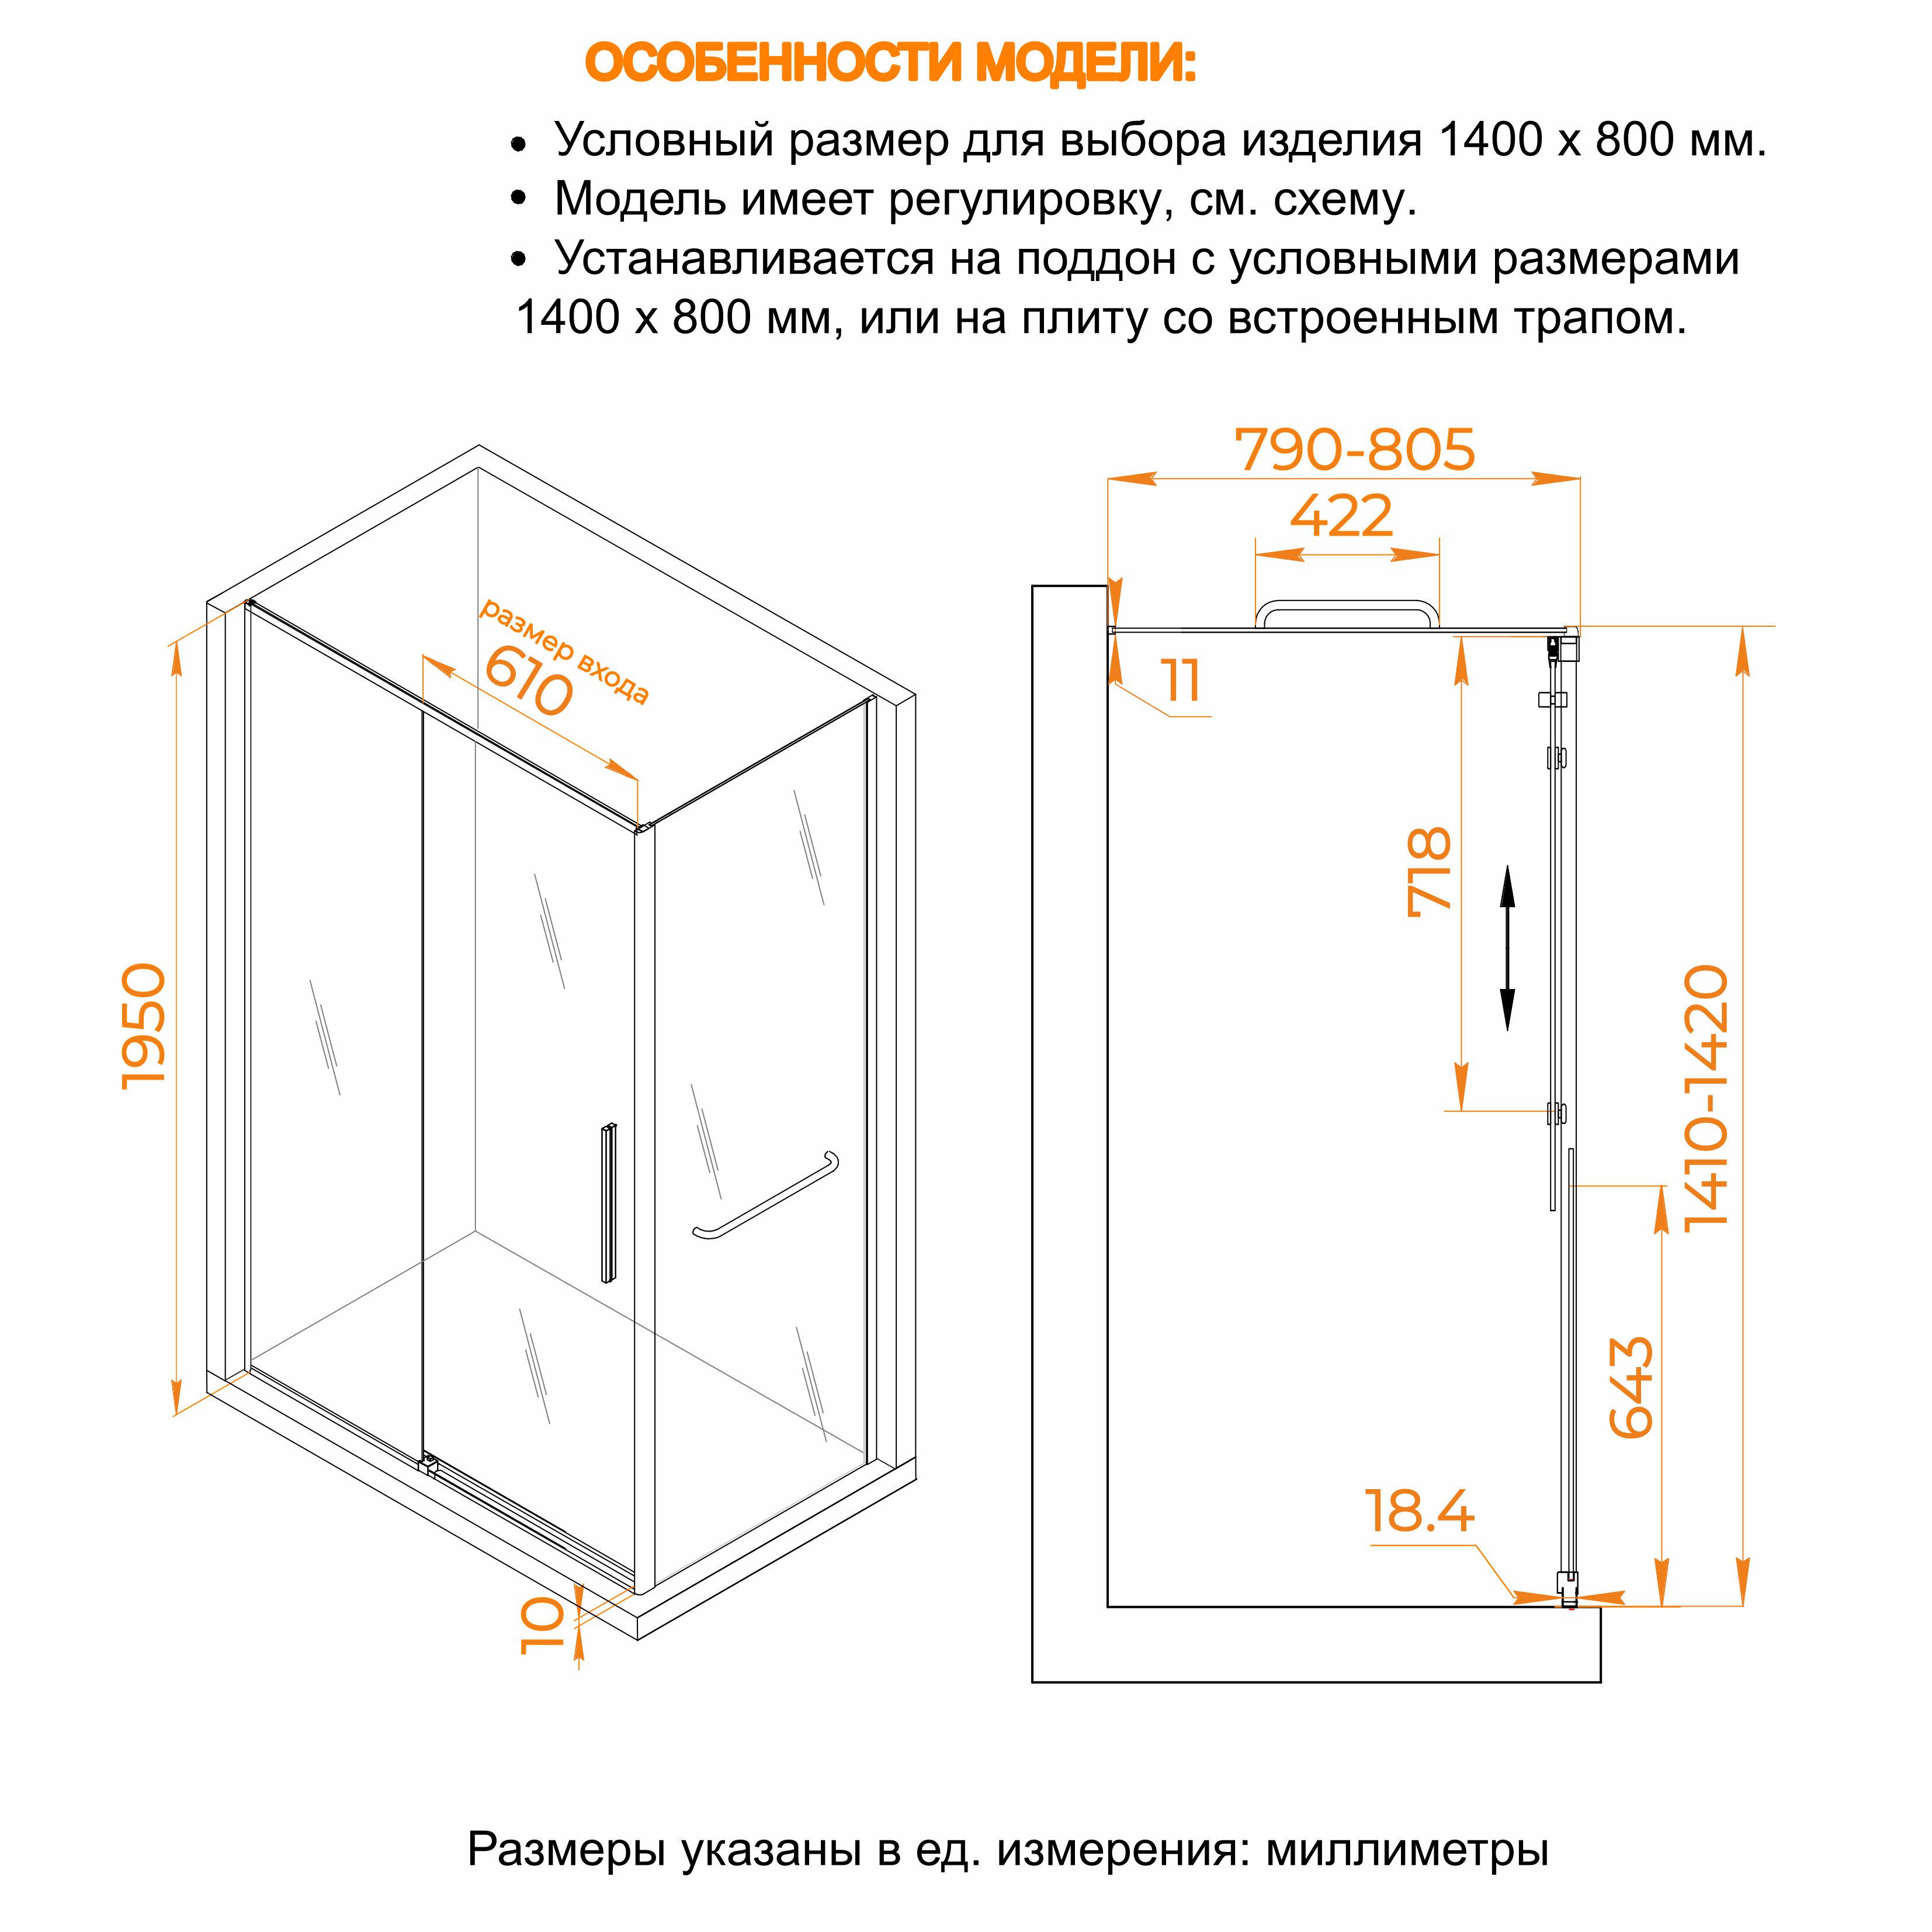 ОСОБЕННОСТИ МОДЕЛИ:
• Условный размер для выбора изделия 1400 х 800 мм.
• Модель имеет регулировку, см. схему.
• Устанавливается на поддон с условными размерами
1400 х 800 мм, или на плиту со встроенным трапом.
790-805
422
размер входа
610
11
718
1950
1410-1420
643
18.4
10
Размеры указаны в ед. измерения: миллиметры